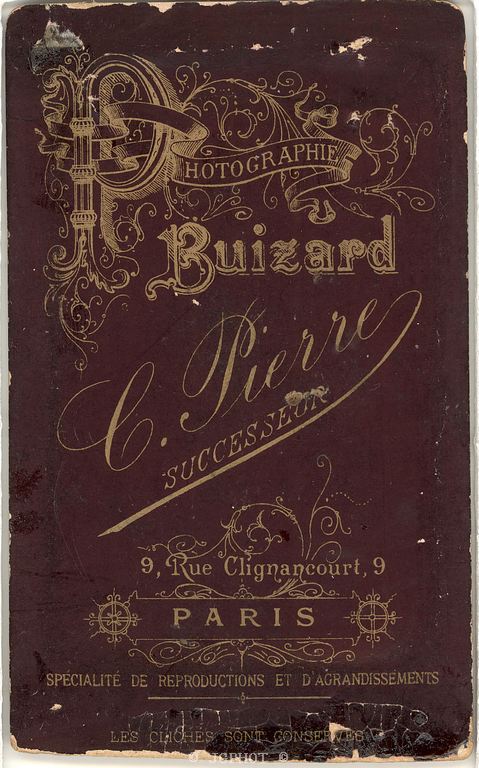 PHOTOGRAPHIE
Buizard
C. Pierre
SUCCESSEUR
9, Rue Clignancourt, 9
PARIS
SPÉCIALITÉ DE REPRODUCTIONS ET D'AGRANDISSEMENTS
LES CLICHÉS SONT CONSERVÉS